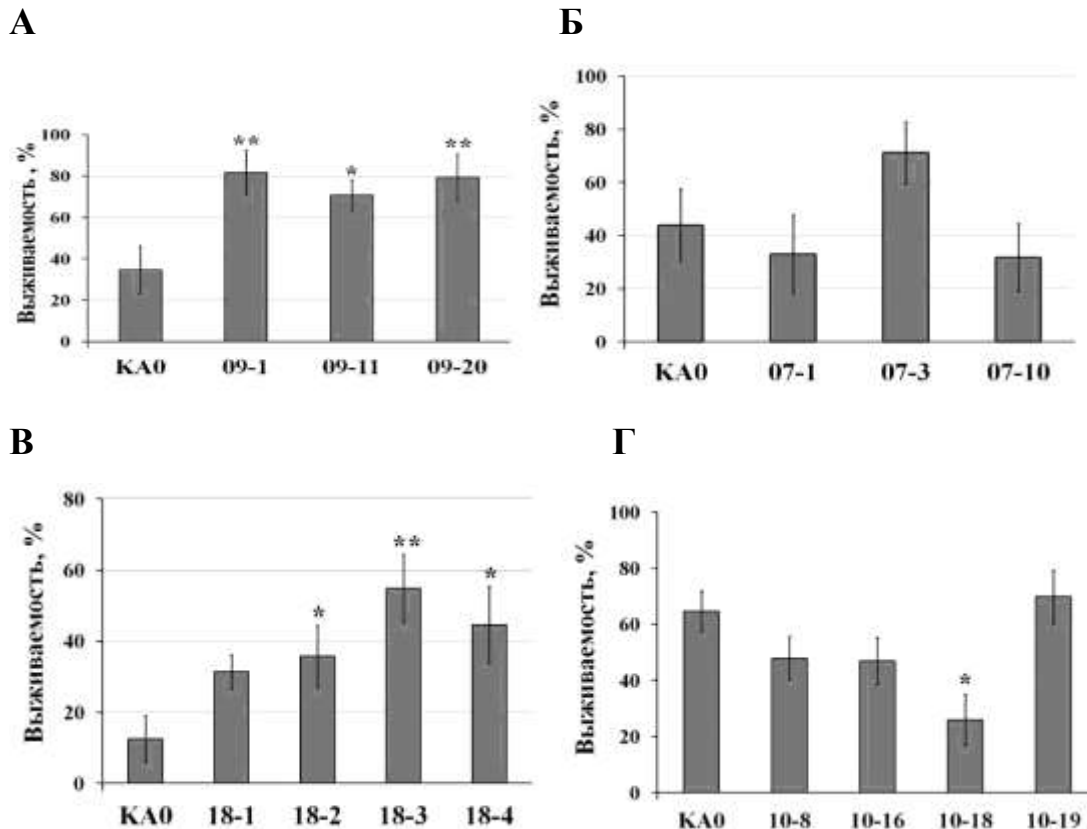 А
Б
Выживаемость, %
100
80
60
40
20
0
** * **
КА0 09-1 09-11 09-20
Выживаемость, %
100
80
60
40
20
0
КА0 07-1 07-3 07-10
В
Г
Выживаемость, %
80
60
40
20
0
* ** *
КА0 18-1 18-2 18-3 18-4
Выживаемость, %
100
80
60
40
20
0
*
КА0 10-8 10-16 10-18 10-19